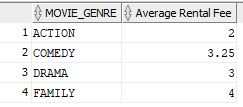 MOVIE_GENRE Average Rental Fee
1 ACTION 2
2 COMEDY 3.25
3 DRAMA 3
4 FAMILY 4